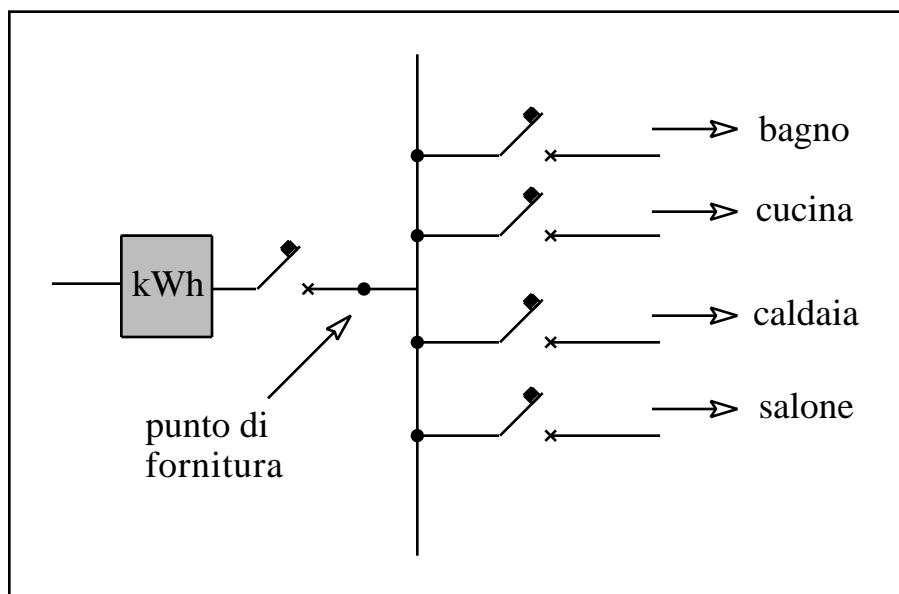 bagno
cucina
kWh
caldaia
punto di
fornitura
salone